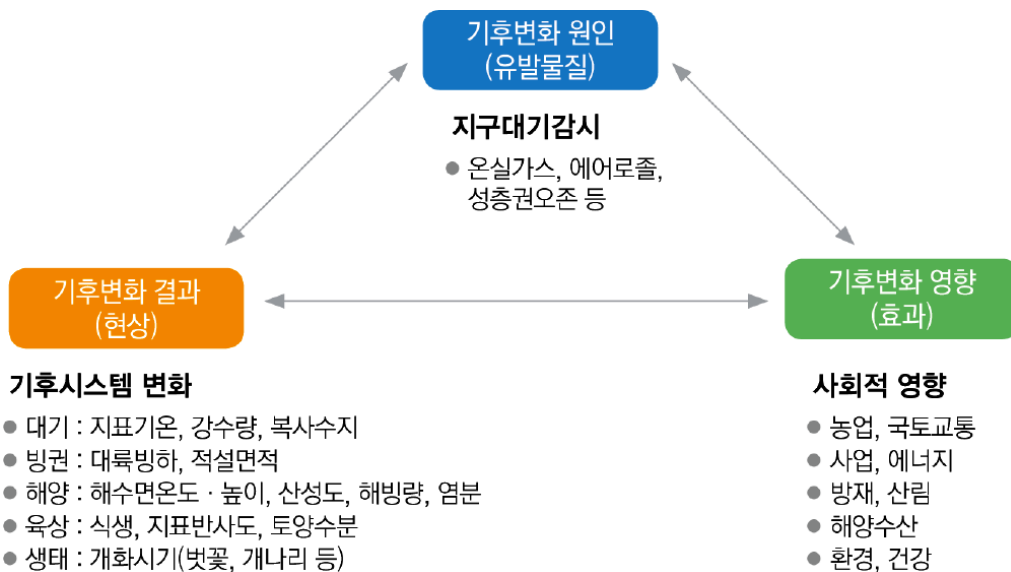 기후변화 원인
(유발물질)
지구대기감시
● 온실가스, 에어로졸,
성층권오존 등
기후변화 결과
(현상)
기후시스템 변화
● 대기 : 지표기온, 강수량, 복사수지
● 빙권 : 대륙빙하, 적설면적
● 해양 : 해수면온도 · 높이, 산성도, 해빙량, 염분
● 육상 : 식생, 지표반사도, 토양수분
● 생태 : 개화시기(벗꽃, 개나리 등)
기후변화 영향
(효과)
사회적 영향
● 농업, 국토교통
● 사업, 에너지
● 방재, 산림
● 해양수산
● 환경, 건강